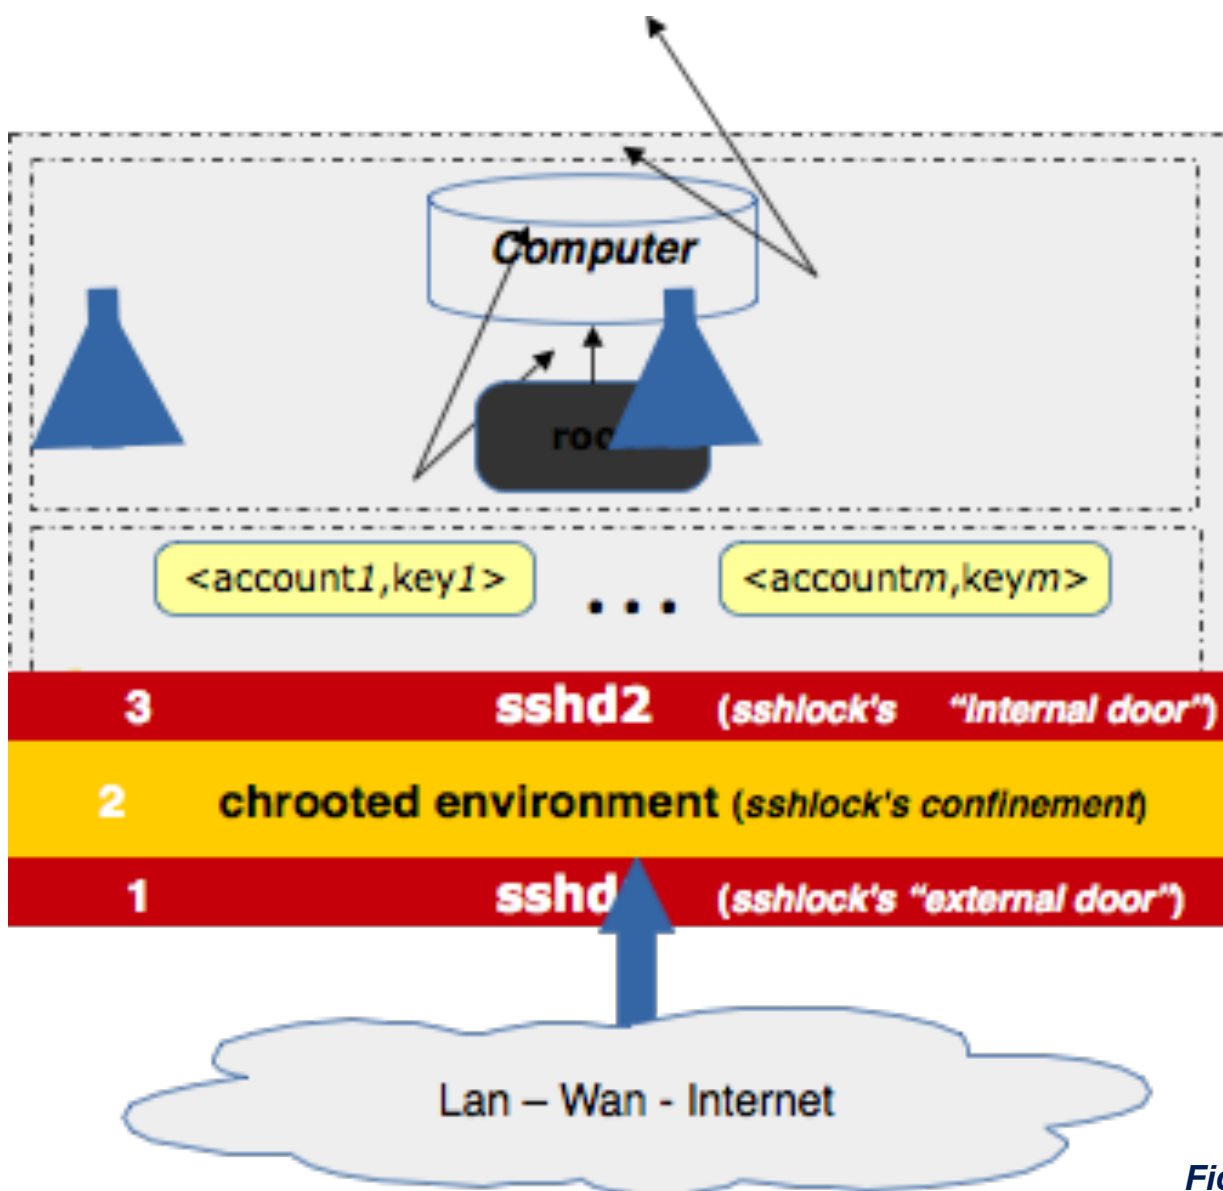 Computer
<account1,key1> ... <accountm,keym>
3 sshd2 (sshlock's “internal door”)
2 chrooted environment (sshlock's confinement)
1 sshd (sshlock's “external door”)
Lan – Wan - Internet